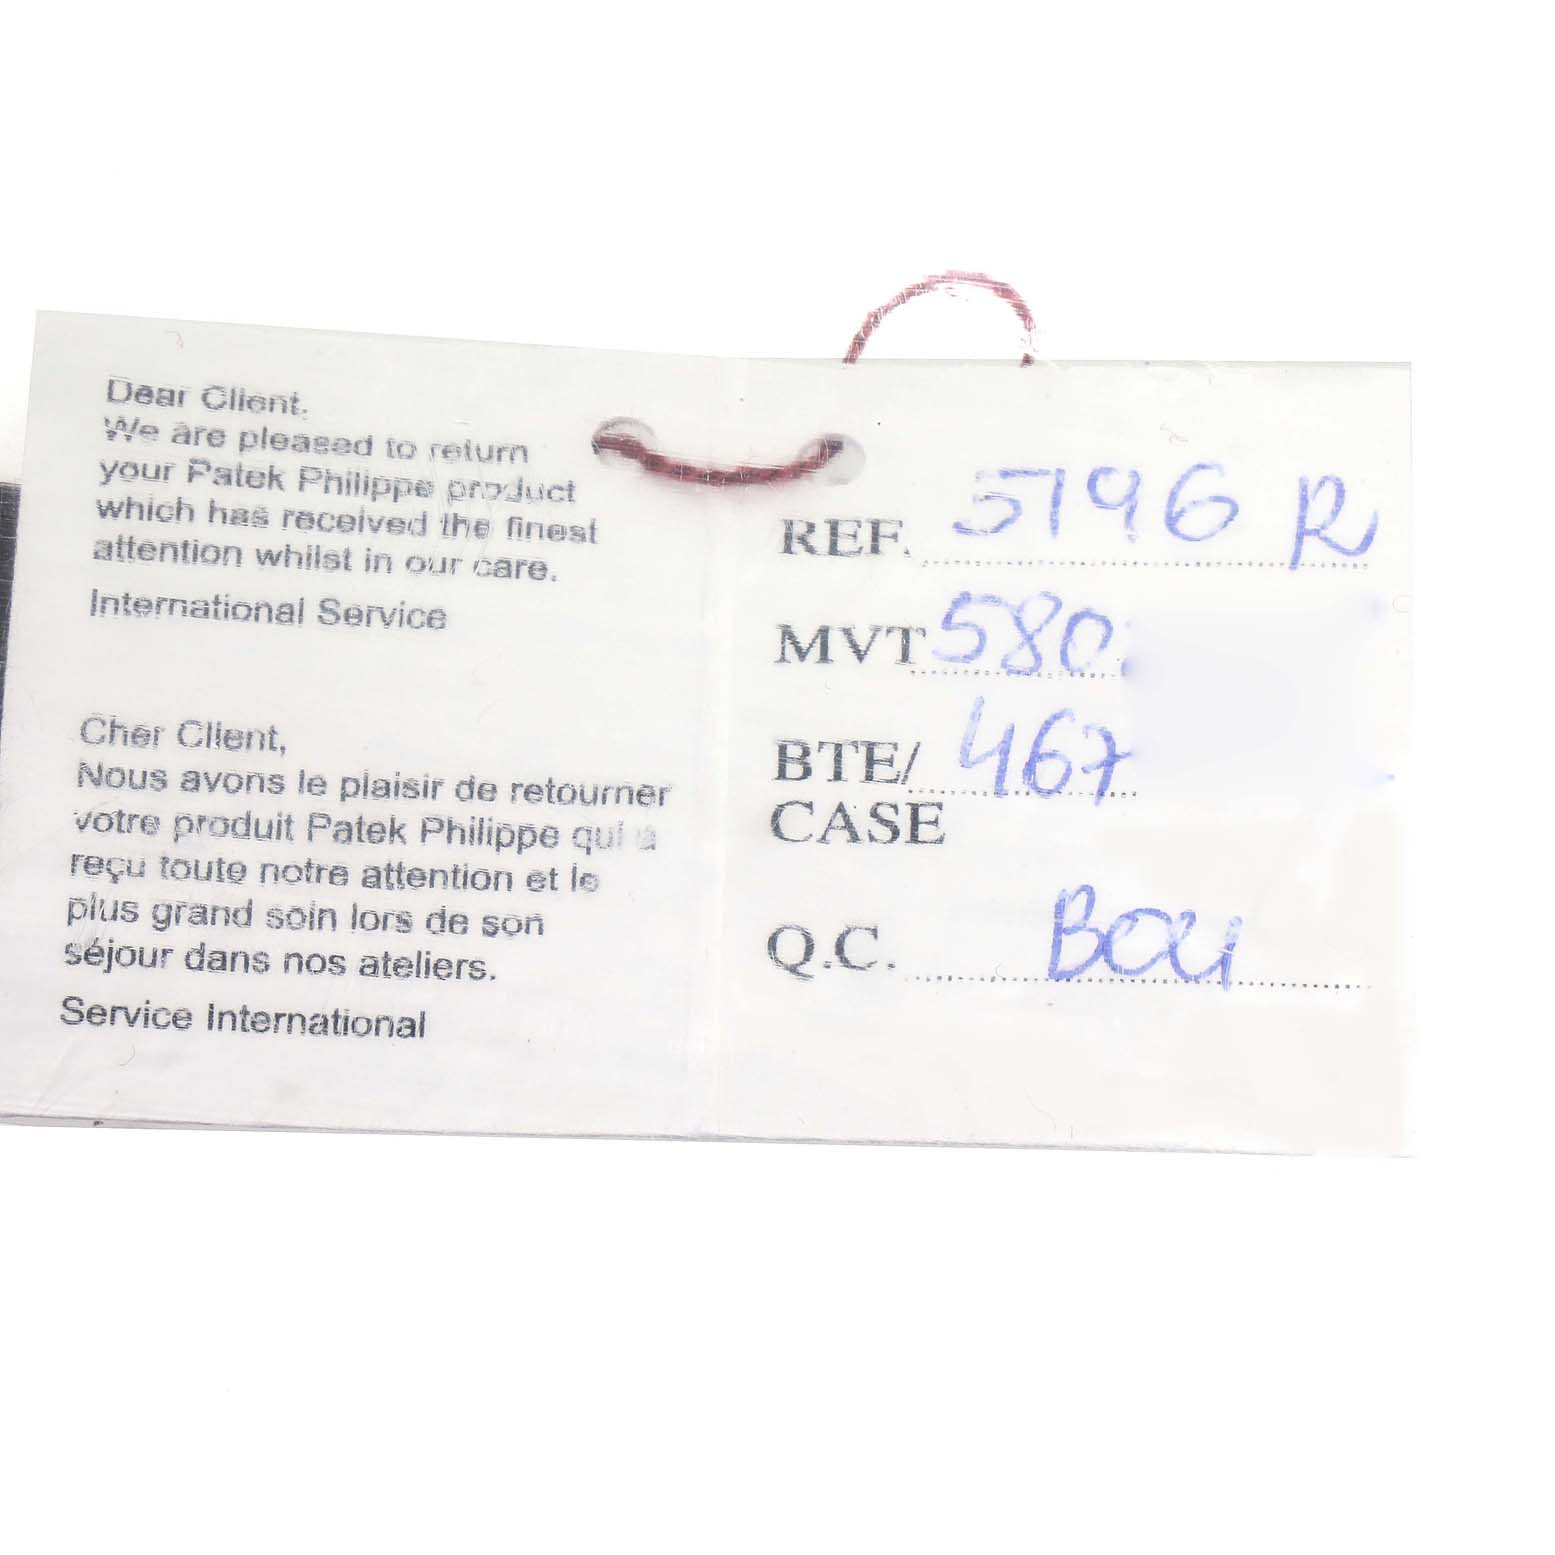 Dear Client,
We are pleased to return
your Patek Philippe product
which has received the finest
attention whilst in our care.
International Service
Cher Client,
Nous avons le plaisir de retourner
votre produit Patek Philippe qui a
reçu toute notre attention et le
plus grand soin lors de son
séjour dans nos ateliers.
Service International
REF. 5196 R
MVT 580
BTE/ 467
CASE
Q.C. BOU